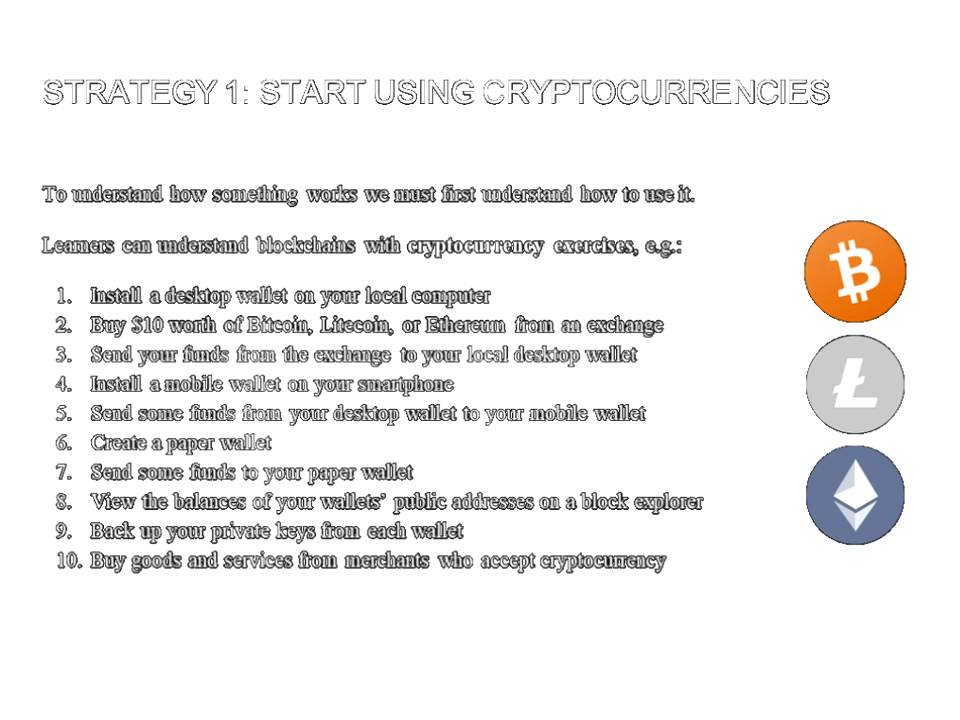 STRATEGY 1: START USING CRYPTOCURRENCIES
To understand how something works we must first understand how to use it.
Learners can understand blockchains with cryptocurrency exercises, e.g.:
1. Install a desktop wallet on your local computer
2. Buy $10 worth of Bitcoin, Litecoin, or Ethereum from an exchange
3. Send your funds from the exchange to your local desktop wallet
4. Install a mobile wallet on your smartphone
5. Send some funds from your desktop wallet to your mobile wallet
6. Create a paper wallet
7. Send some funds to your paper wallet
8. View the balances of your wallets’ public addresses on a block explorer
9. Back up your private keys from each wallet
10. Buy goods and services from merchants who accept cryptocurrency